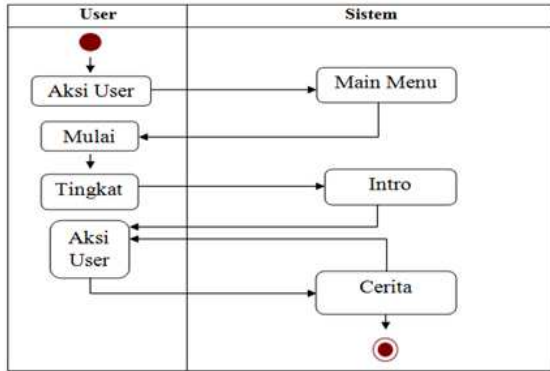 User
Sistem
Aksi User
Main Menu
Mulai
Tingkat
Intro
Aksi
User
Cerita